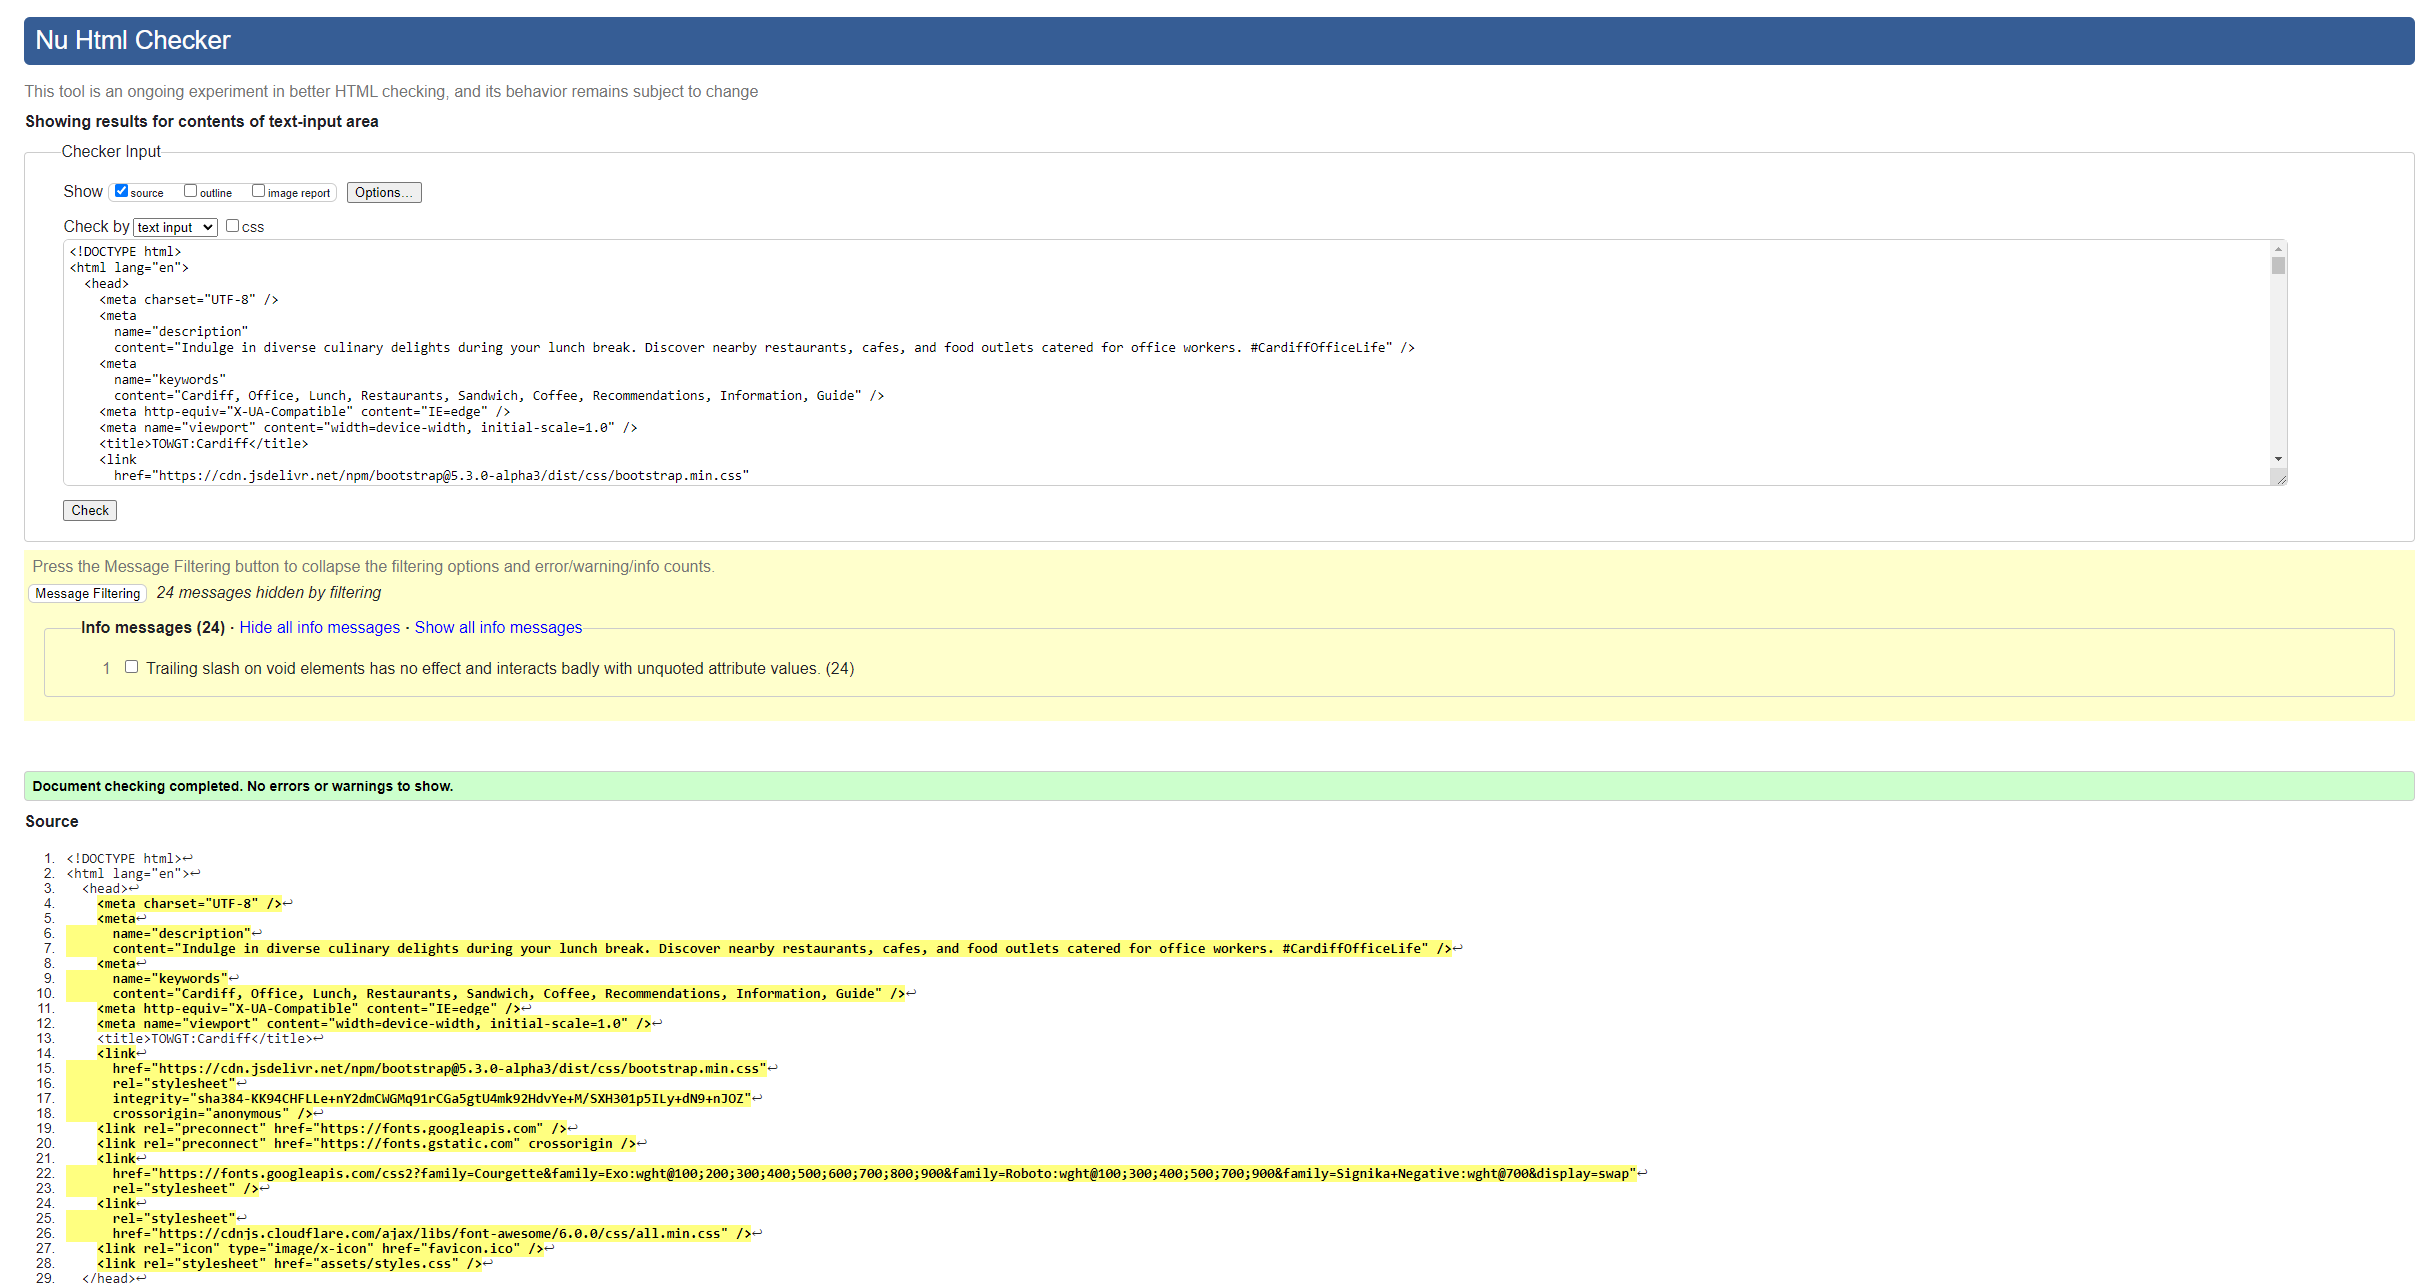 Nu Html Checker
This tool is an ongoing experiment in better HTML checking, and its behavior remains subject to change
Showing results for contents of text-input area
Checker Input
Show source outline image report Options...
Check by text input css
<!DOCTYPE html>
<html lang="en">
  <head>
    <meta charset="UTF-8" />
    <meta
      name="description"
      content="Indulge in diverse culinary delights during your lunch break. Discover nearby restaurants, cafes, and food outlets catered for office workers. #CardiffOfficeLife" />
    <meta
      name="keywords"
      content="Cardiff, Office, Lunch, Restaurants, Sandwich, Coffee, Recommendations, Information, Guide" />
    <meta http-equiv="X-UA-Compatible" content="IE=edge" />
    <meta name="viewport" content="width=device-width, initial-scale=1.0" />
    <title>TOWGT:Cardiff</title>
    <link
      href="https://cdn.jsdelivr.net/npm/bootstrap@5.3.0-alpha3/dist/css/bootstrap.min.css"
Check
Press the Message Filtering button to collapse the filtering options and error/warning/info counts.
Message Filtering 24 messages hidden by filtering
Info messages (24) · Hide all info messages · Show all info messages
1 Trailing slash on void elements has no effect and interacts badly with unquoted attribute values. (24)
Document checking completed. No errors or warnings to show.
Source
1. <!DOCTYPE html>↩
2. <html lang="en">↩
3.   <head>↩
4.     <meta charset="UTF-8" />↩
5.     <meta↩
6.       name="description"↩
7.       content="Indulge in diverse culinary delights during your lunch break. Discover nearby restaurants, cafes, and food outlets catered for office workers. #CardiffOfficeLife" />↩
8.     <meta↩
9.       name="keywords"↩
10.       content="Cardiff, Office, Lunch, Restaurants, Sandwich, Coffee, Recommendations, Information, Guide" />↩
11.     <meta http-equiv="X-UA-Compatible" content="IE=edge" />↩
12.     <meta name="viewport" content="width=device-width, initial-scale=1.0" />↩
13.     <title>TOWGT:Cardiff</title>↩
14.     <link↩
15.       href="https://cdn.jsdelivr.net/npm/bootstrap@5.3.0-alpha3/dist/css/bootstrap.min.css"↩
16.       rel="stylesheet"↩
17.       integrity="sha384-KK94CHFLLe+nY2dmCWGMq91rCGa5gtU4mk92HdvYe+M/SXH301p5ILy+dN9+nJOZ"↩
18.       crossorigin="anonymous" />↩
19.     <link rel="preconnect" href="https://fonts.googleapis.com" />↩
20.     <link rel="preconnect" href="https://fonts.gstatic.com" crossorigin />↩
21.     <link↩
22.       href="https://fonts.googleapis.com/css2?family=Courgette&family=Exo:wght@100;200;300;400;500;600;700;800;900&family=Roboto:wght@100;300;400;500;700;900&family=Signika+Negative:wght@700&display=swap"↩
23.       rel="stylesheet" />↩
24.     <link↩
25.       rel="stylesheet"↩
26.       href="https://cdnjs.cloudflare.com/ajax/libs/font-awesome/6.0.0/css/all.min.css" />↩
27.     <link rel="icon" type="image/x-icon" href="favicon.ico" />↩
28.     <link rel="stylesheet" href="assets/styles.css" />↩
29.   </head>↩